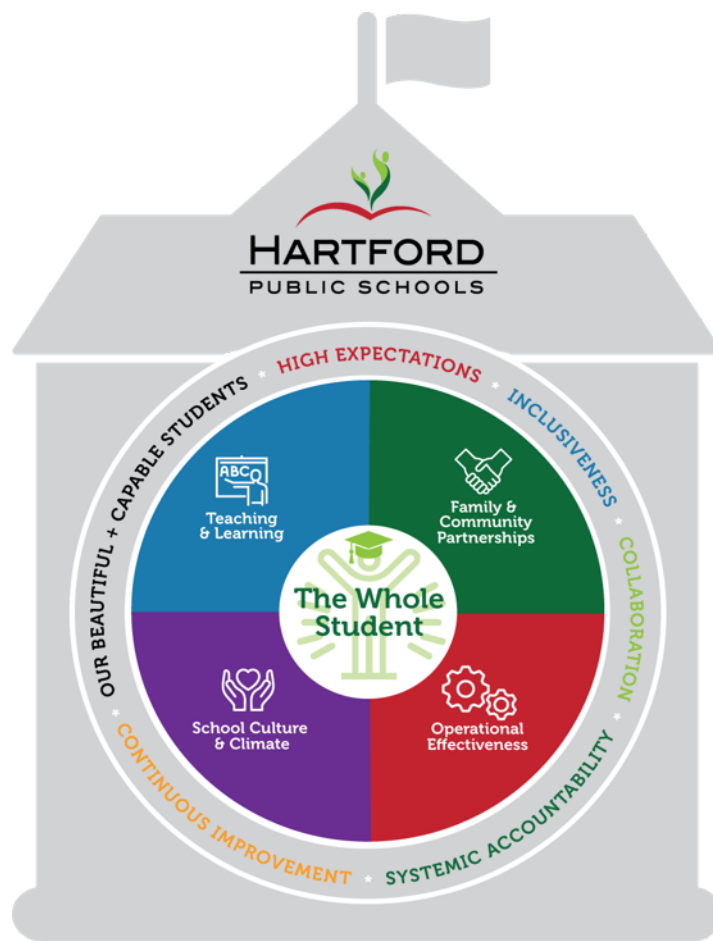 HARTFORD
PUBLIC SCHOOLS
OUR BEAUTIFUL + CAPABLE STUDENTS
HIGH EXPECTATIONS
INCLUSIVENESS
COLLABORATION
SYSTEMIC ACCOUNTABILITY
CONTINUOUS IMPROVEMENT
ABC
Teaching
& Learning
Family &
Community
Partnerships
The Whole
Student
School Culture
& Climate
Operational
Effectiveness